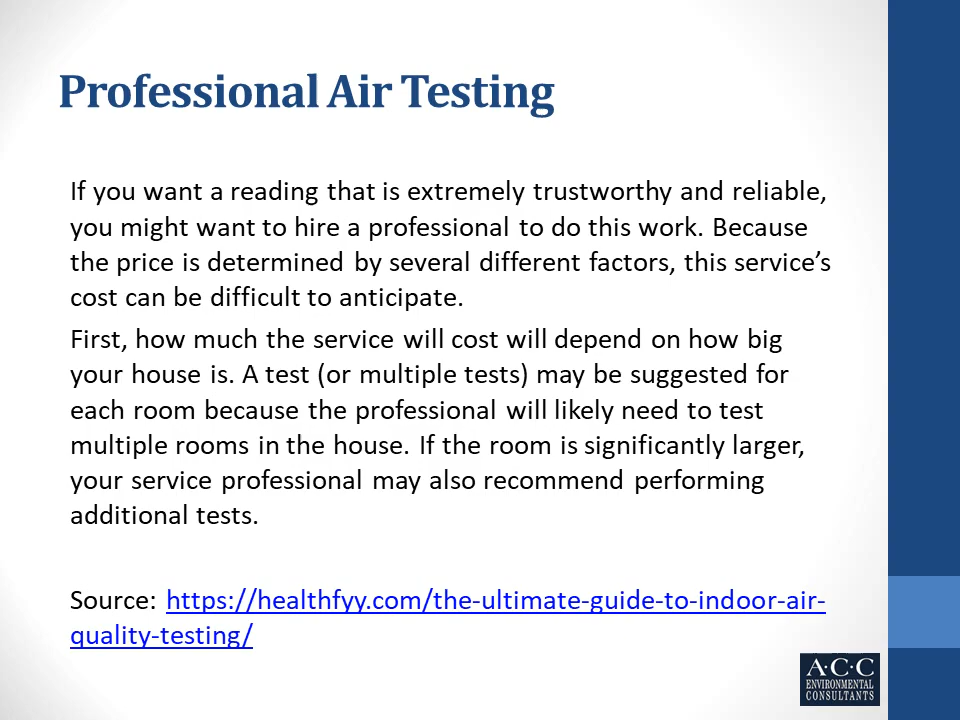 Professional Air Testing
If you want a reading that is extremely trustworthy and reliable,
you might want to hire a professional to do this work. Because
the price is determined by several different factors, this service’s
cost can be difficult to anticipate.
First, how much the service will cost will depend on how big
your house is. A test (or multiple tests) may be suggested for
each room because the professional will likely need to test
multiple rooms in the house. If the room is significantly larger,
your service professional may also recommend performing
additional tests.
Source: https://healthfyy.com/the-ultimate-guide-to-indoor-air-
quality-testing/
A·C·C
ENVIRONMENTAL
CONSULTANTS